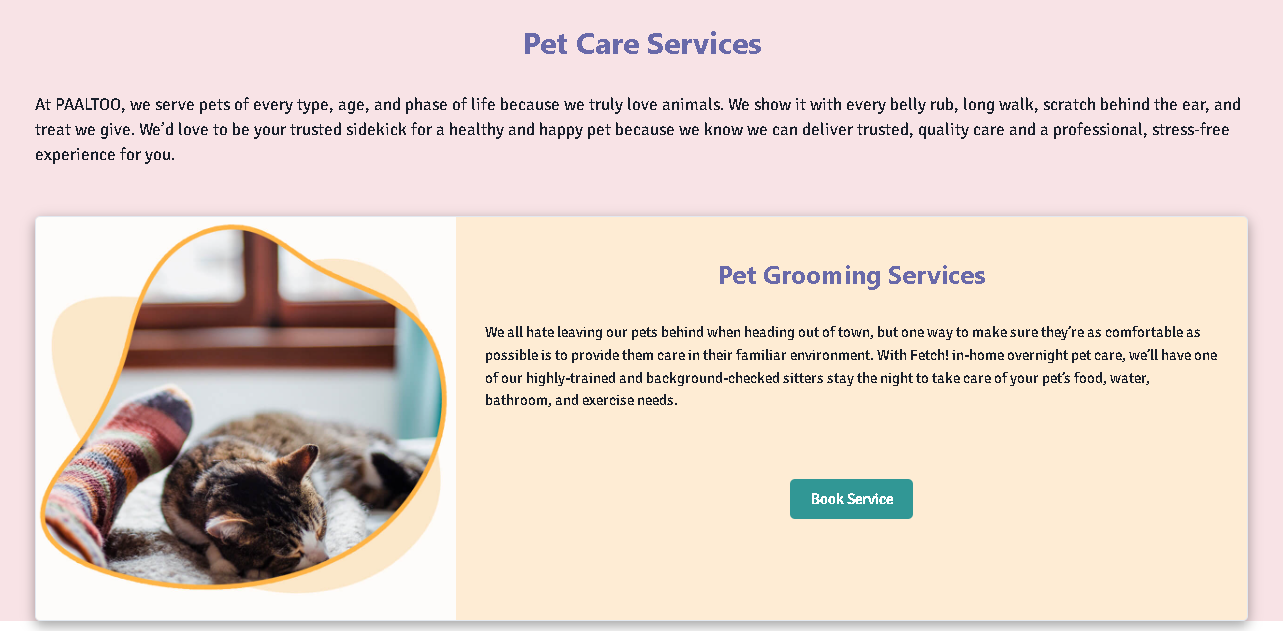 Pet Care Services
At PAALTOO, we serve pets of every type, age, and phase of life because we truly love animals. We show it with every belly rub, long walk, scratch behind the ear, and
treat we give. We’d love to be your trusted sidekick for a healthy and happy pet because we know we can deliver trusted, quality care and a professional, stress-free
experience for you.
Pet Grooming Services
We all hate leaving our pets behind when heading out of town, but one way to make sure they’re as comfortable as
possible is to provide them care in their familiar environment. With Fetch! in-home overnight pet care, we’ll have one
of our highly-trained and background-checked sitters stay the night to take care of your pet’s food, water,
bathroom, and exercise needs.
Book Service